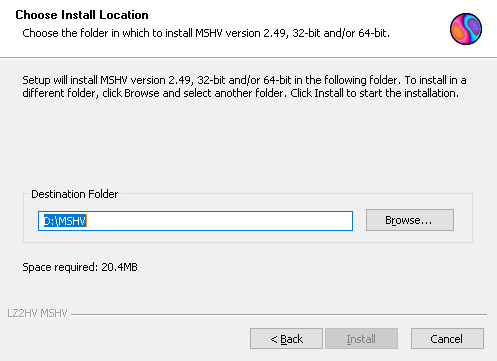 Choose Install Location
Choose the folder in which to install MSHV version 2.49, 32-bit and/or 64-bit.
Setup will install MSHV version 2.49, 32-bit and/or 64-bit in the following folder. To install in a
different folder, click Browse and select another folder. Click Install to start the installation.
Destination Folder
D:\MSHV
Browse...
Space required: 20.4MB
LZ2HV MSHV
< Back
Install
Cancel